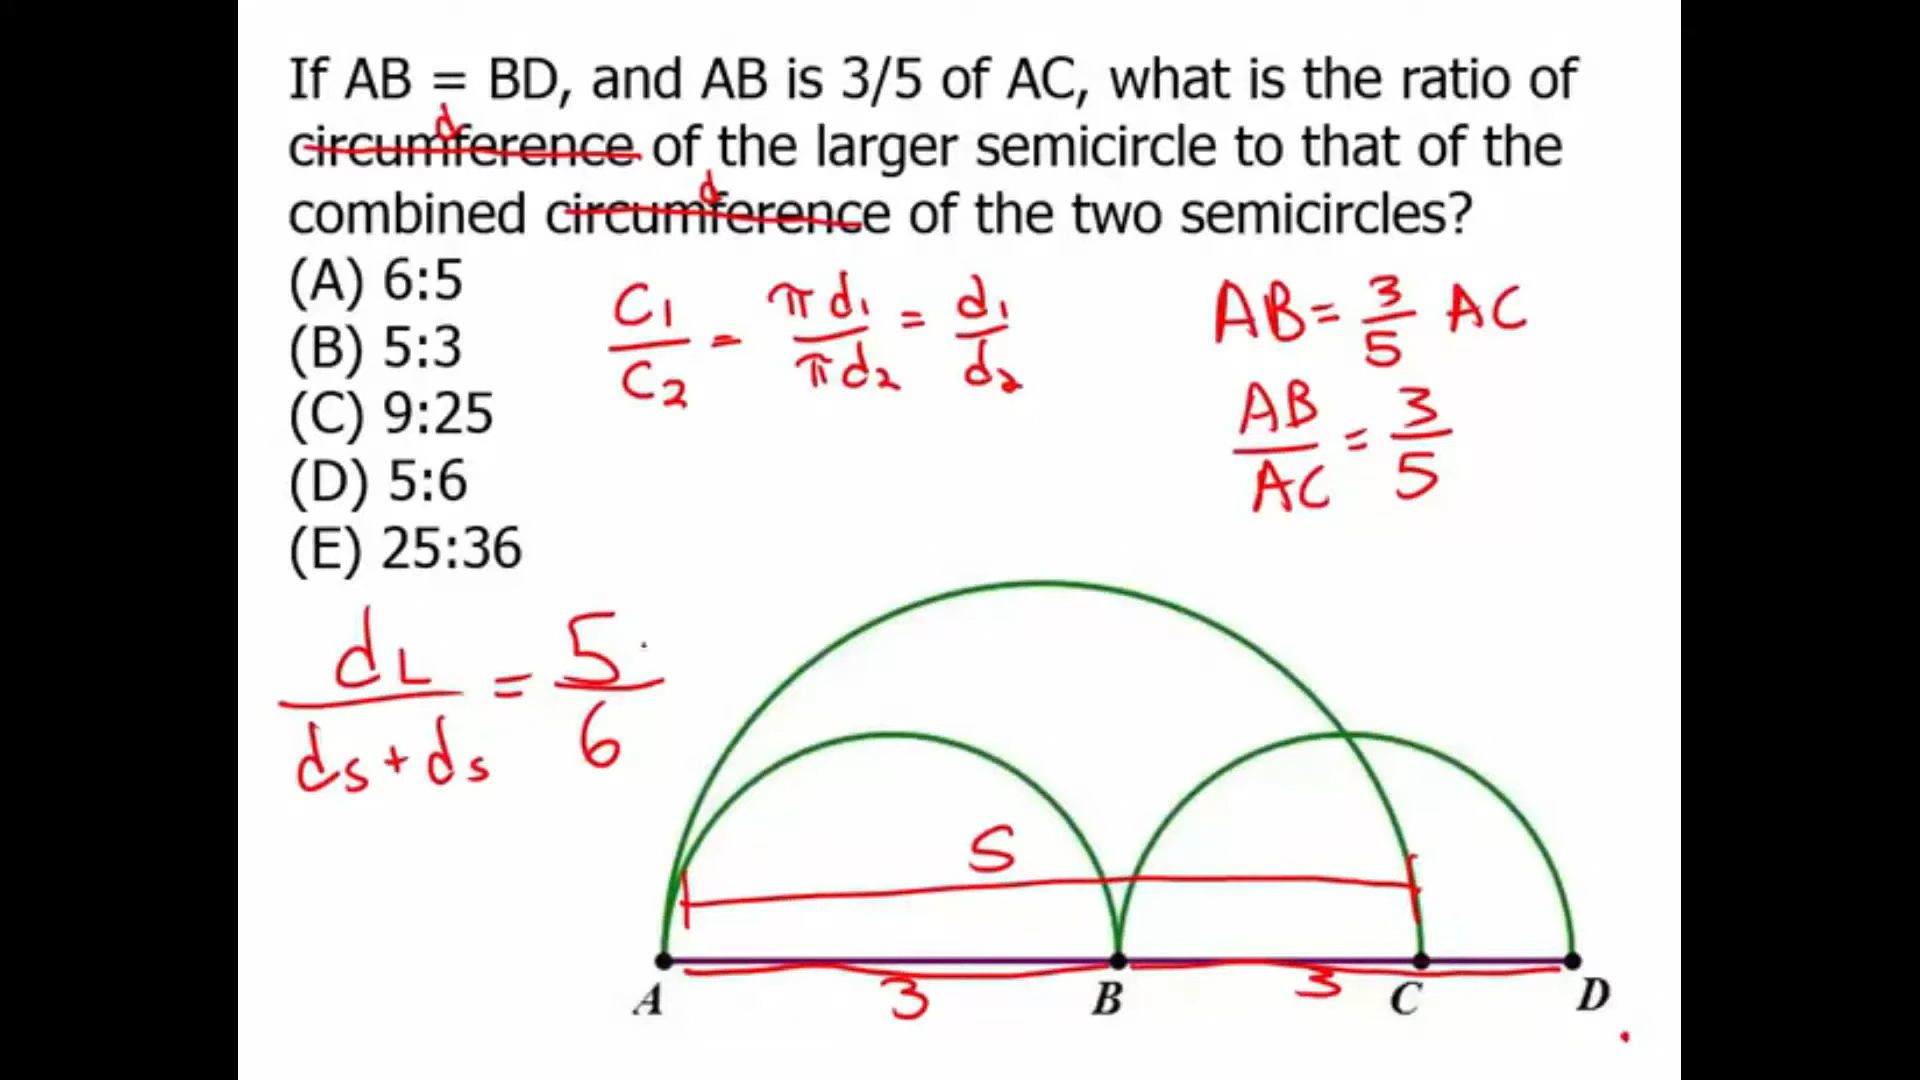 If AB = BD, and AB is 3/5 of AC, what is the ratio of
d
circumference of the larger semicircle to that of the
d
combined circumference of the two semicircles?
(A) 6:5
(B) 5:3
(C) 9:25
(D) 5:6
(E) 25:36
C1/C2 = πd1/πd2 = d1/d2
AB = 3/5 AC
AB/AC = 3/5
dL/ds + ds = 5/6
5
3
3
A B C D